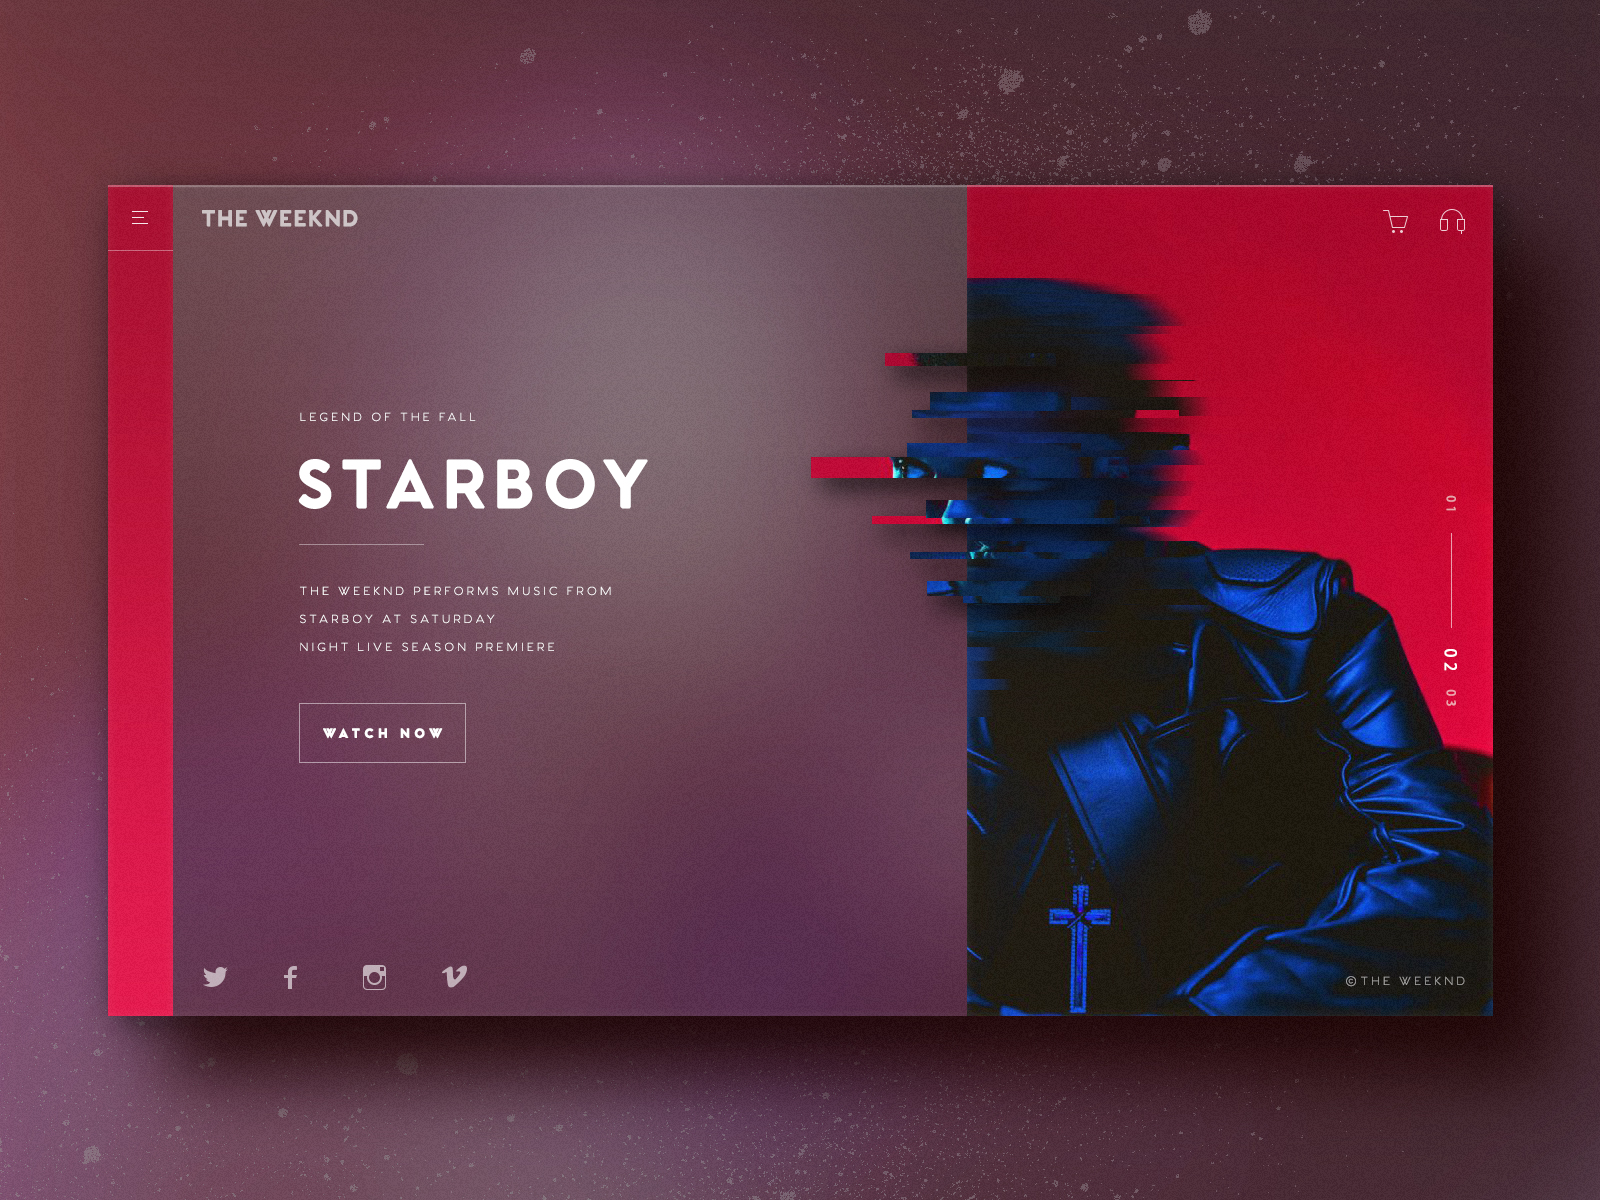 THE WEEKND
LEGEND OF THE FALL
STARBOY
THE WEEKND PERFORMS MUSIC FROM
STARBOY AT SATURDAY
NIGHT LIVE SEASON PREMIERE
WATCH NOW
01
02
03
©THE WEEKND